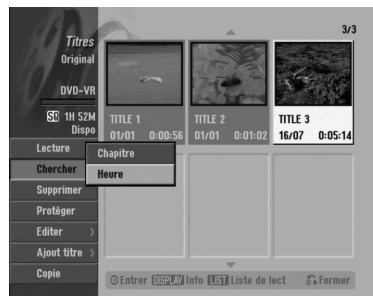 3/3
Titres
Original
DVD-VR
SQ 1H 52M
Dispo
TITLE 1
01/01 0:00:56
TITLE 2
01/01 0:01:02
TITLE 3
16/07 0:05:14
Lecture
Chercher
Supprimer
Protéger
Editer >
Ajout titre >
Copie
Chapitre
Heure
Entrer DISPLAY Info LIST Liste de lect Fermer